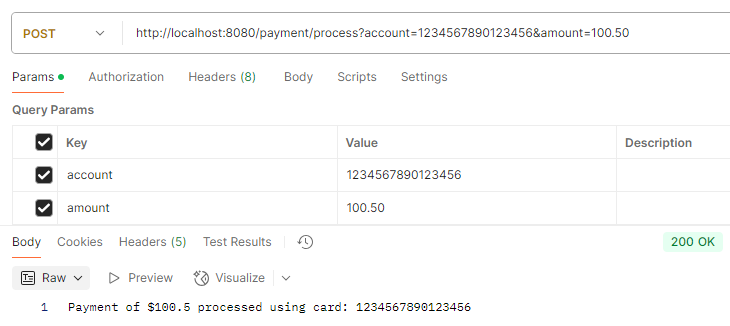 POST http://localhost:8080/payment/process?account=1234567890123456&amount=100.50
Params Authorization Headers (8) Body Scripts Settings
Query Params
Key Value Description
account 1234567890123456
amount 100.50
Body Cookies Headers (5) Test Results 200 OK
Raw Preview Visualize
1 Payment of $100.5 processed using card: 1234567890123456